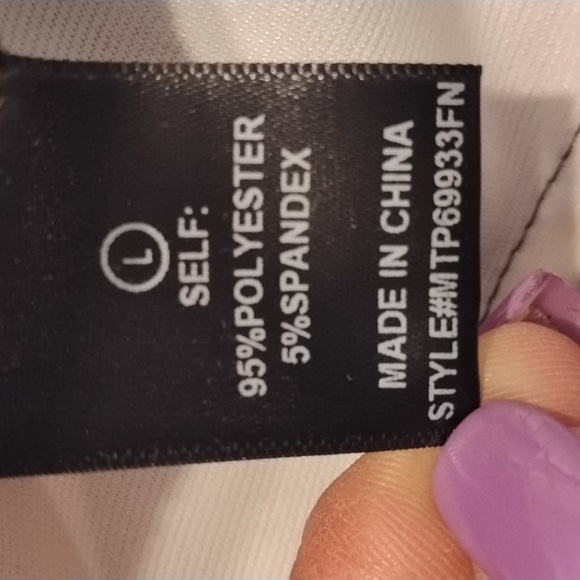 L
SELF:
95%POLYESTER
5%SPANDEX
MADE IN CHINA
STYLE#MTP69933FN